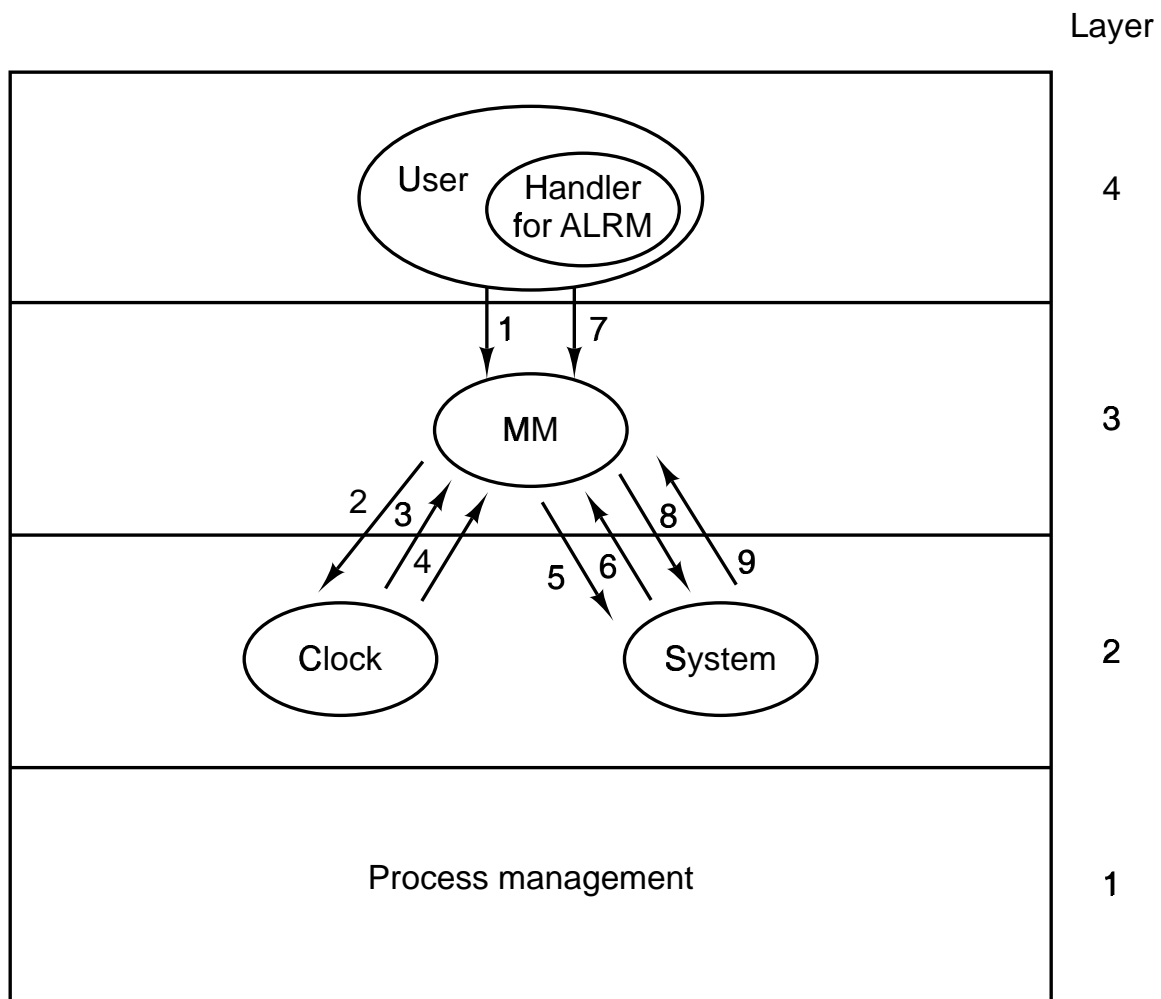 Layer
User
Handler
for ALRM
4
1
7
MM
3
2
3
8
4
5
6
9
Clock
System
2
Process management
1